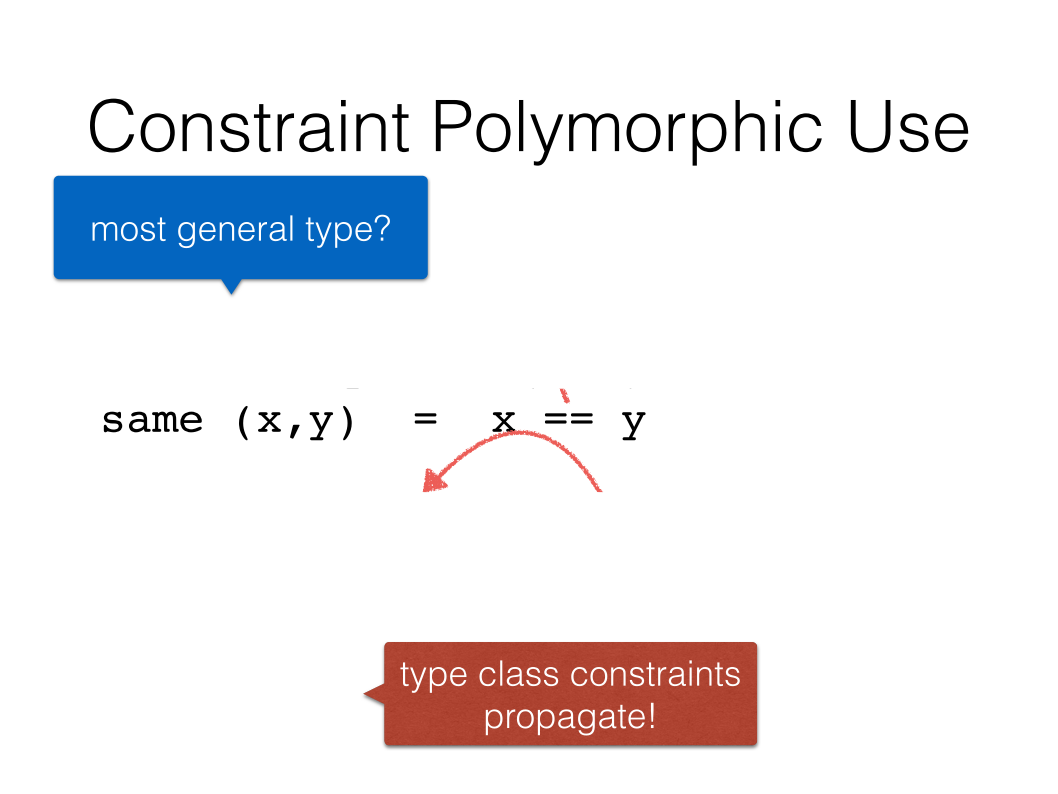 Constraint Polymorphic Use
most general type?
same (x,y)  =  x == y
type class constraints
propagate!